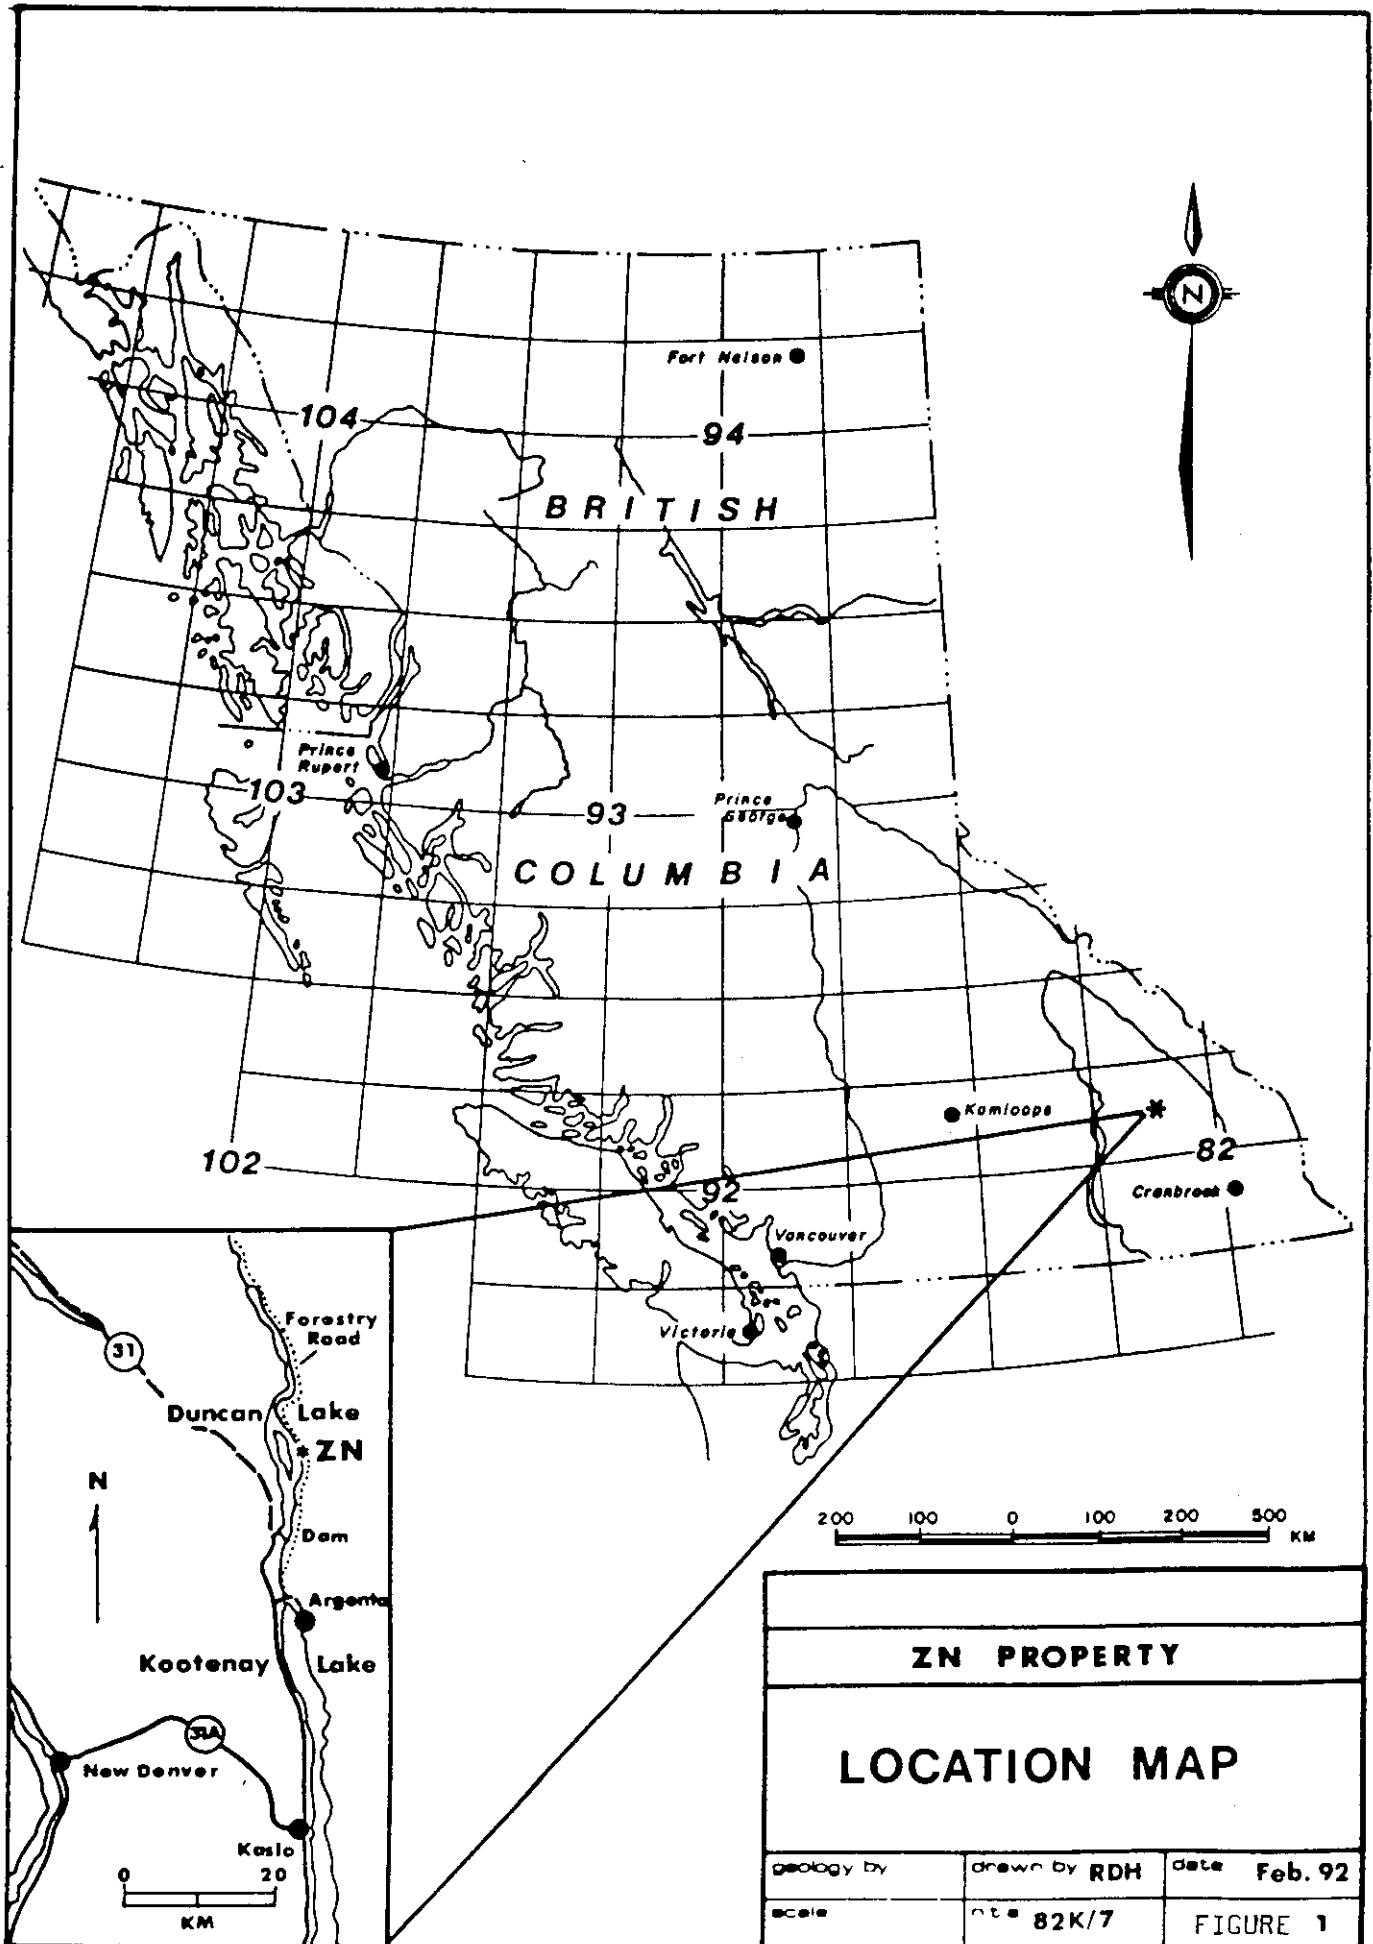 N
Fort Nelson
104
94
BRITISH
Prince
Rupert
103
93
Prince
George
COLUMBIA
Kamloops
102
92
82
Cranbrook
Vancouver
Victoria
Forestry
Road
31
Duncan Lake
* ZN
N
Dam
Argenta
Kootenay Lake
31A
New Denver
Kaslo
0 20
KM
200 100 0 100 200 300
KM
ZN PROPERTY
LOCATION MAP
geology by
drawn by RDH
date Feb. 92
scale
nts 82K/7
FIGURE 1